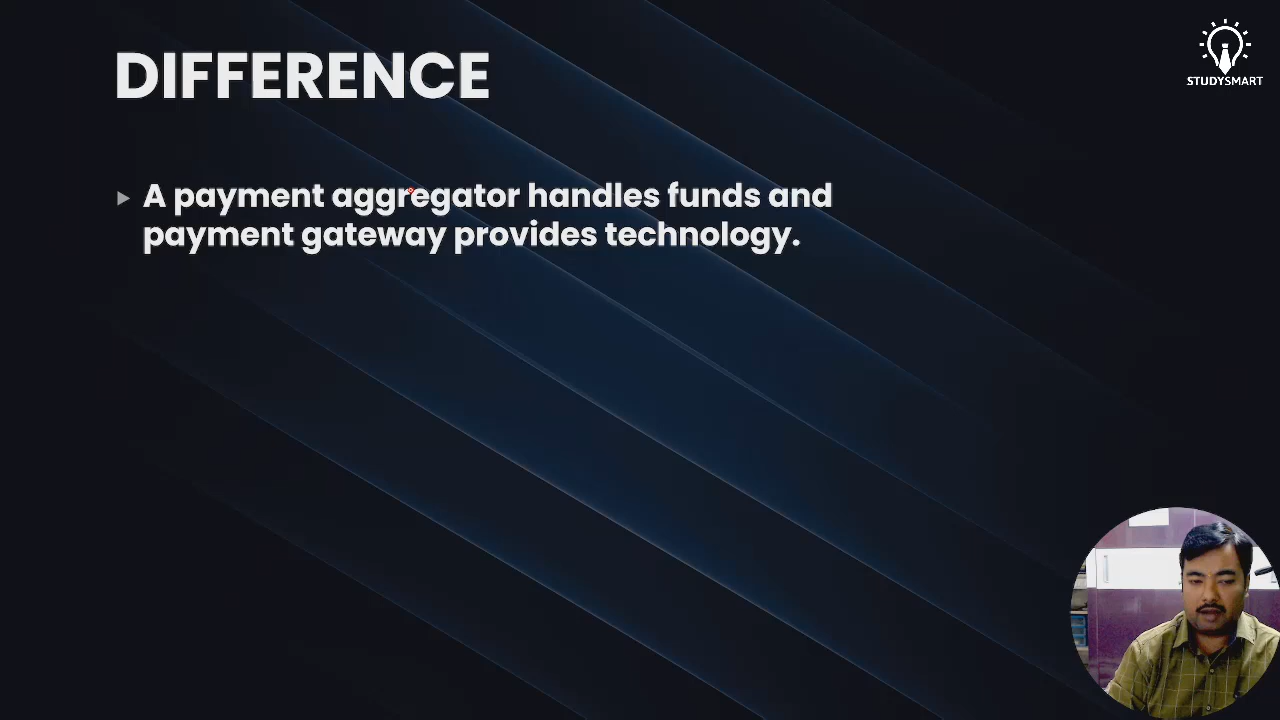 DIFFERENCE
STUDYSMART
A payment aggregator handles funds and
payment gateway provides technology.